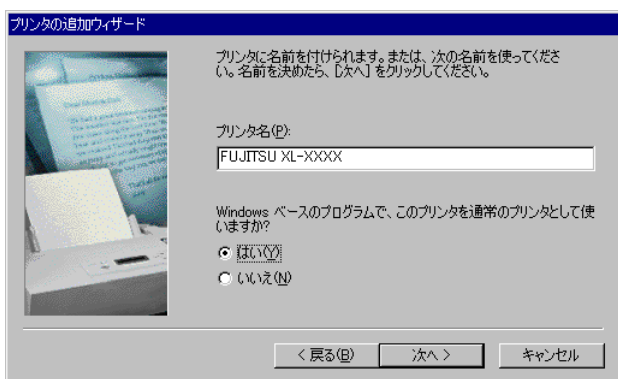 プリンタの追加ウィザード
プリンタに名前を付けられます。または、次の名前を使ってくださ
い。名前を決めたら、[次へ] をクリックしてください。
プリンタ名(P):
FUJITSU XL-XXXX
Windows ベースのプログラムで、このプリンタを通常のプリンタとして使
いますか?
はい(Y)
いいえ(N)
< 戻る(B)
次へ >
キャンセル